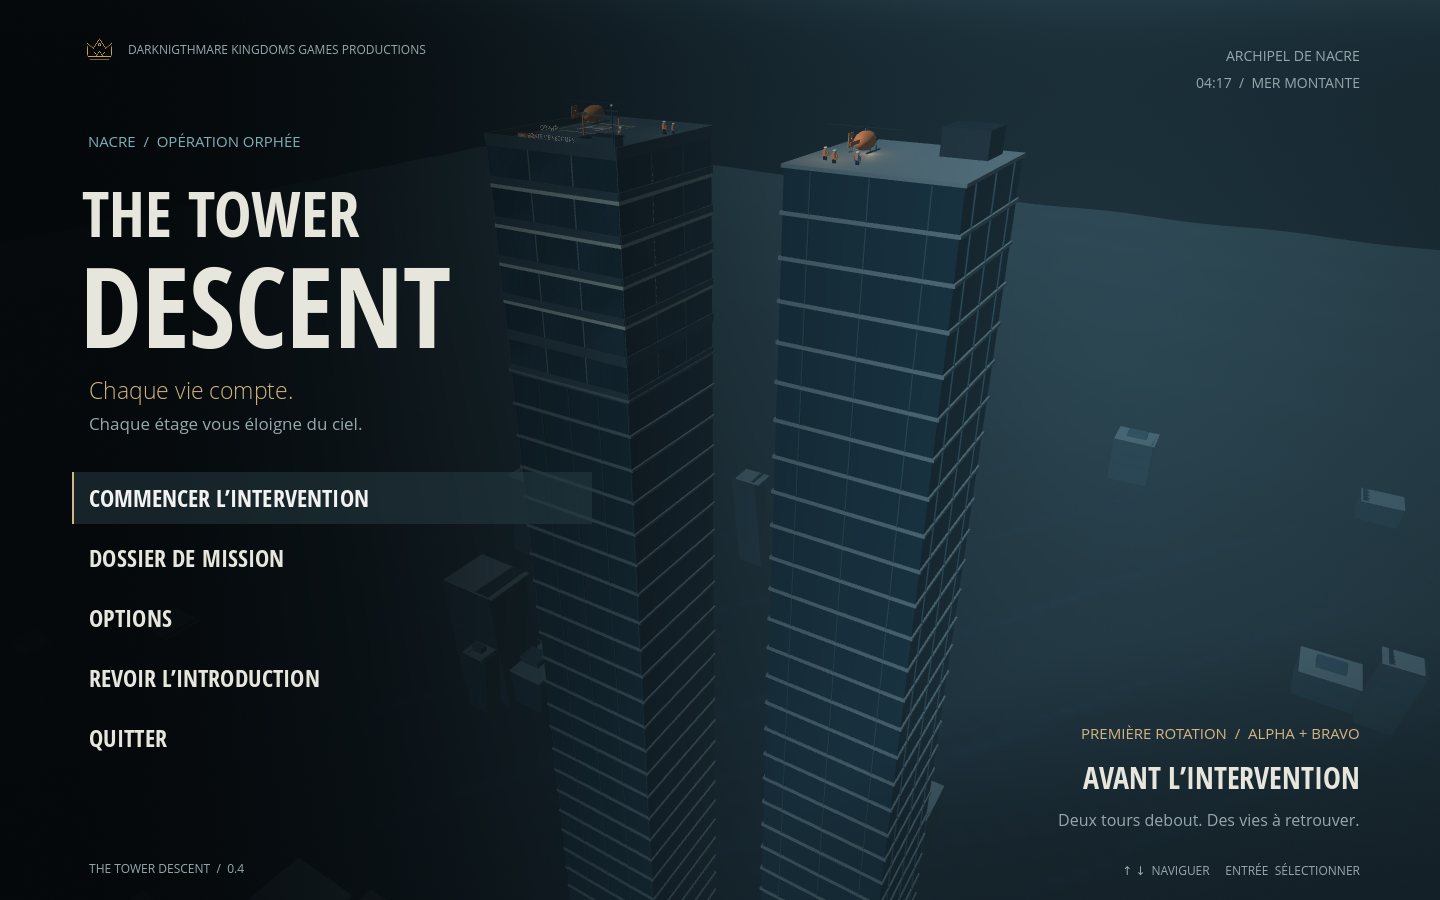 DARKNIGTHMARE KINGDOMS GAMES PRODUCTIONS
ARCHIPEL DE NACRE
04:17 / MER MONTANTE
NACRE / OPÉRATION ORPHÉE
THE TOWER
DESCENT
Chaque vie compte.
Chaque étage vous éloigne du ciel.
COMMENCER L’INTERVENTION
DOSSIER DE MISSION
OPTIONS
REVOIR L’INTRODUCTION
QUITTER
PREMIÈRE ROTATION / ALPHA + BRAVO
AVANT L’INTERVENTION
Deux tours debout. Des vies à retrouver.
THE TOWER DESCENT / 0.4
↑ ↓ NAVIGUER ENTRÉE SÉLECTIONNER